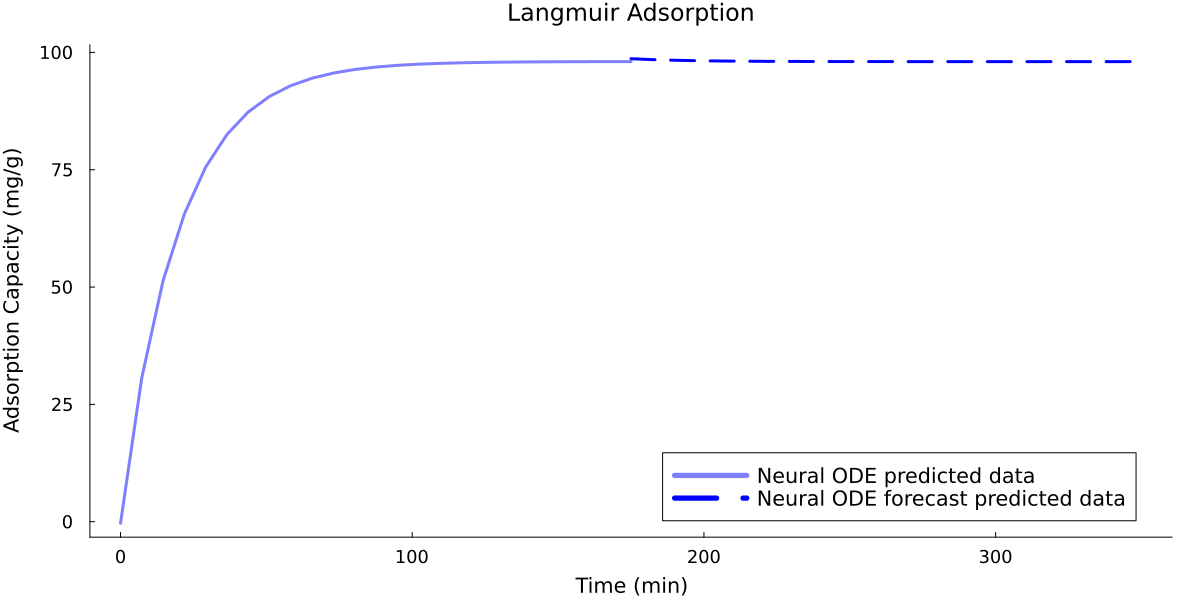 Langmuir Adsorption
100
75
50
25
0
Adsorption Capacity (mg/g)
0
100
200
300
Time (min)
Neural ODE predicted data
Neural ODE forecast predicted data